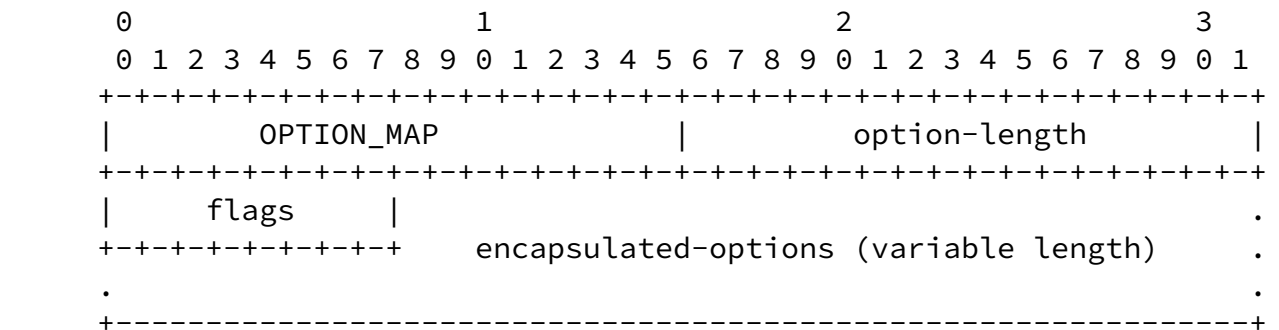 0                   1                   2                   3
 0 1 2 3 4 5 6 7 8 9 0 1 2 3 4 5 6 7 8 9 0 1 2 3 4 5 6 7 8 9 0 1
+-+-+-+-+-+-+-+-+-+-+-+-+-+-+-+-+-+-+-+-+-+-+-+-+-+-+-+-+-+-+-+-+
|        OPTION_MAP             |         option-length         |
+-+-+-+-+-+-+-+-+-+-+-+-+-+-+-+-+-+-+-+-+-+-+-+-+-+-+-+-+-+-+-+-+
|     flags     |                                               .
+-+-+-+-+-+-+-+-+    encapsulated-options (variable length)     .
.                                                               .
+---------------------------------------------------------------+